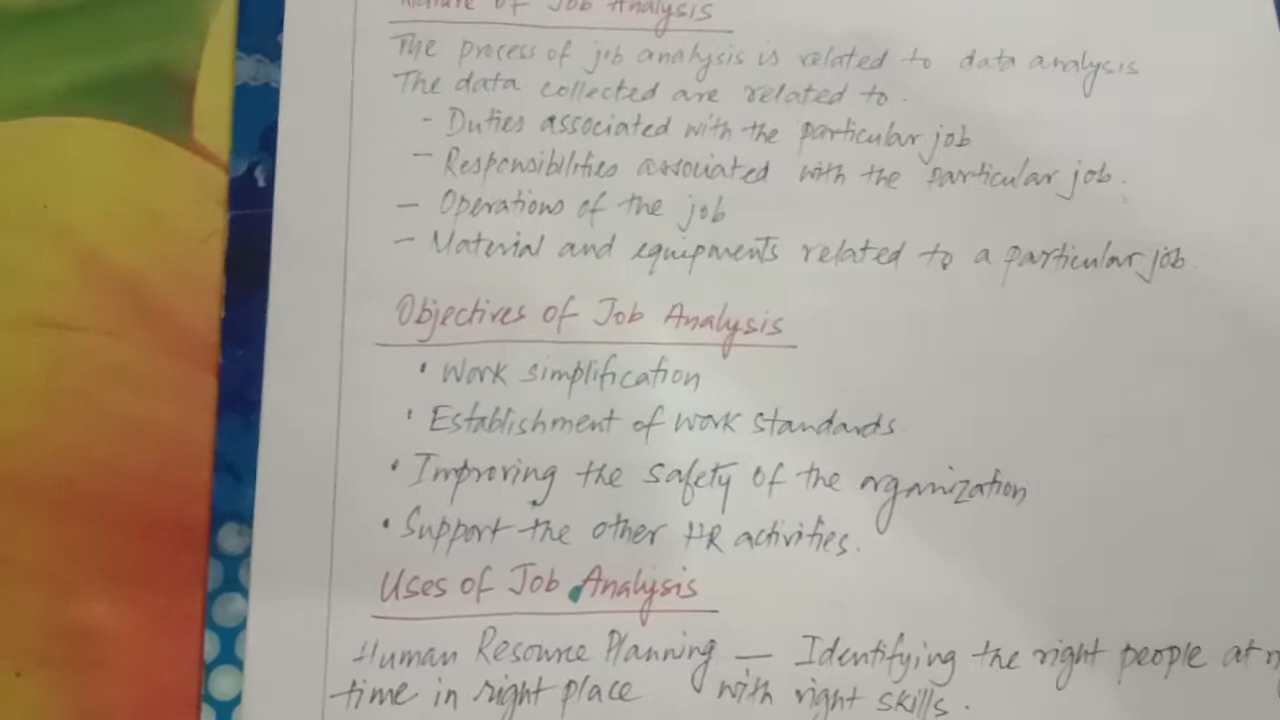 Nature of Job Analysis
The process of job analysis is related to data analysis
The data collected are related to.
- Duties associated with the particular job
- Responsibilities associated with the particular job.
- Operations of the job
- Material and equipments related to a particular job.
Objectives of Job Analysis
• Work simplification
• Establishment of work standards
• Improving the safety of the organization
• Support the other HR activities.
Uses of Job Analysis
Human Resource Planning — Identifying the right people at
time in right place with right skills.